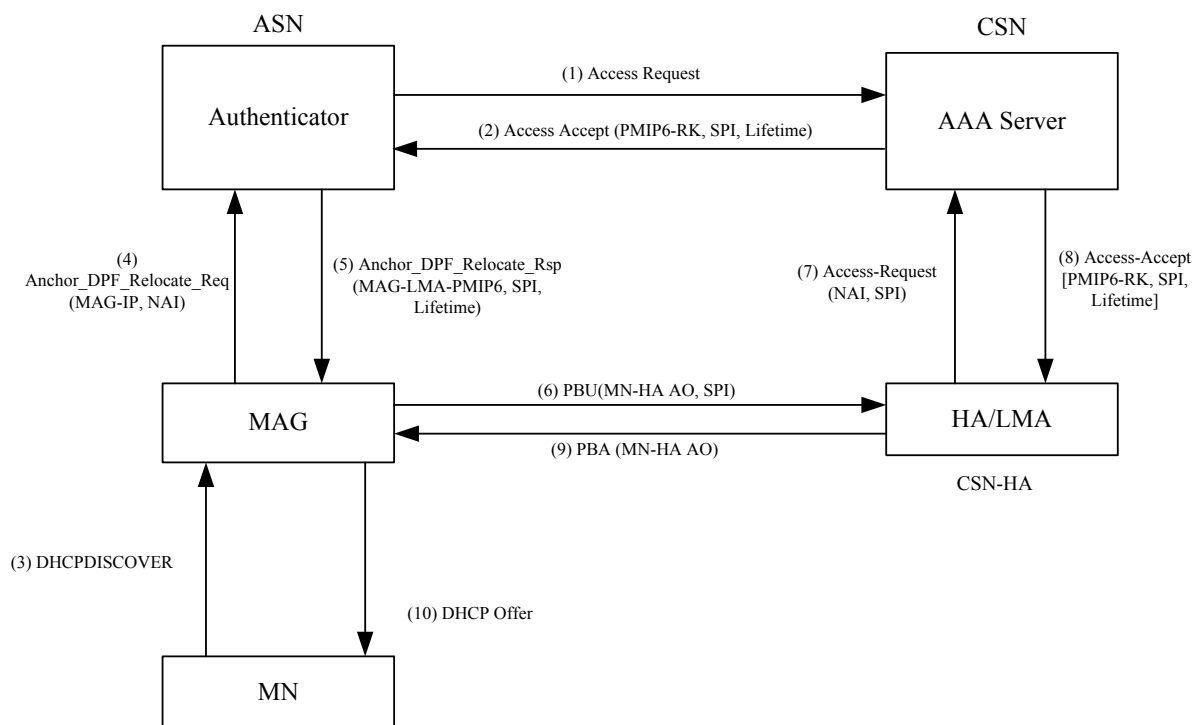 ASN
CSN
(1) Access Request
Authenticator
AAA Server
(2) Access Accept (PMIP6-RK, SPI, Lifetime)
(4)
Anchor_DPF_Relocate_Req
(MAG-IP, NAI)
(5) Anchor_DPF_Relocate_Rsp
(MAG-LMA-PMIP6, SPI,
Lifetime)
(7) Access-Request
(NAI, SPI)
(8) Access-Accept
[PMIP6-RK, SPI,
Lifetime]
(6) PBU(MN-HA AO, SPI)
MAG
HA/LMA
(9) PBA (MN-HA AO)
CSN-HA
(3) DHCPDISCOVER
(10) DHCP Offer
MN